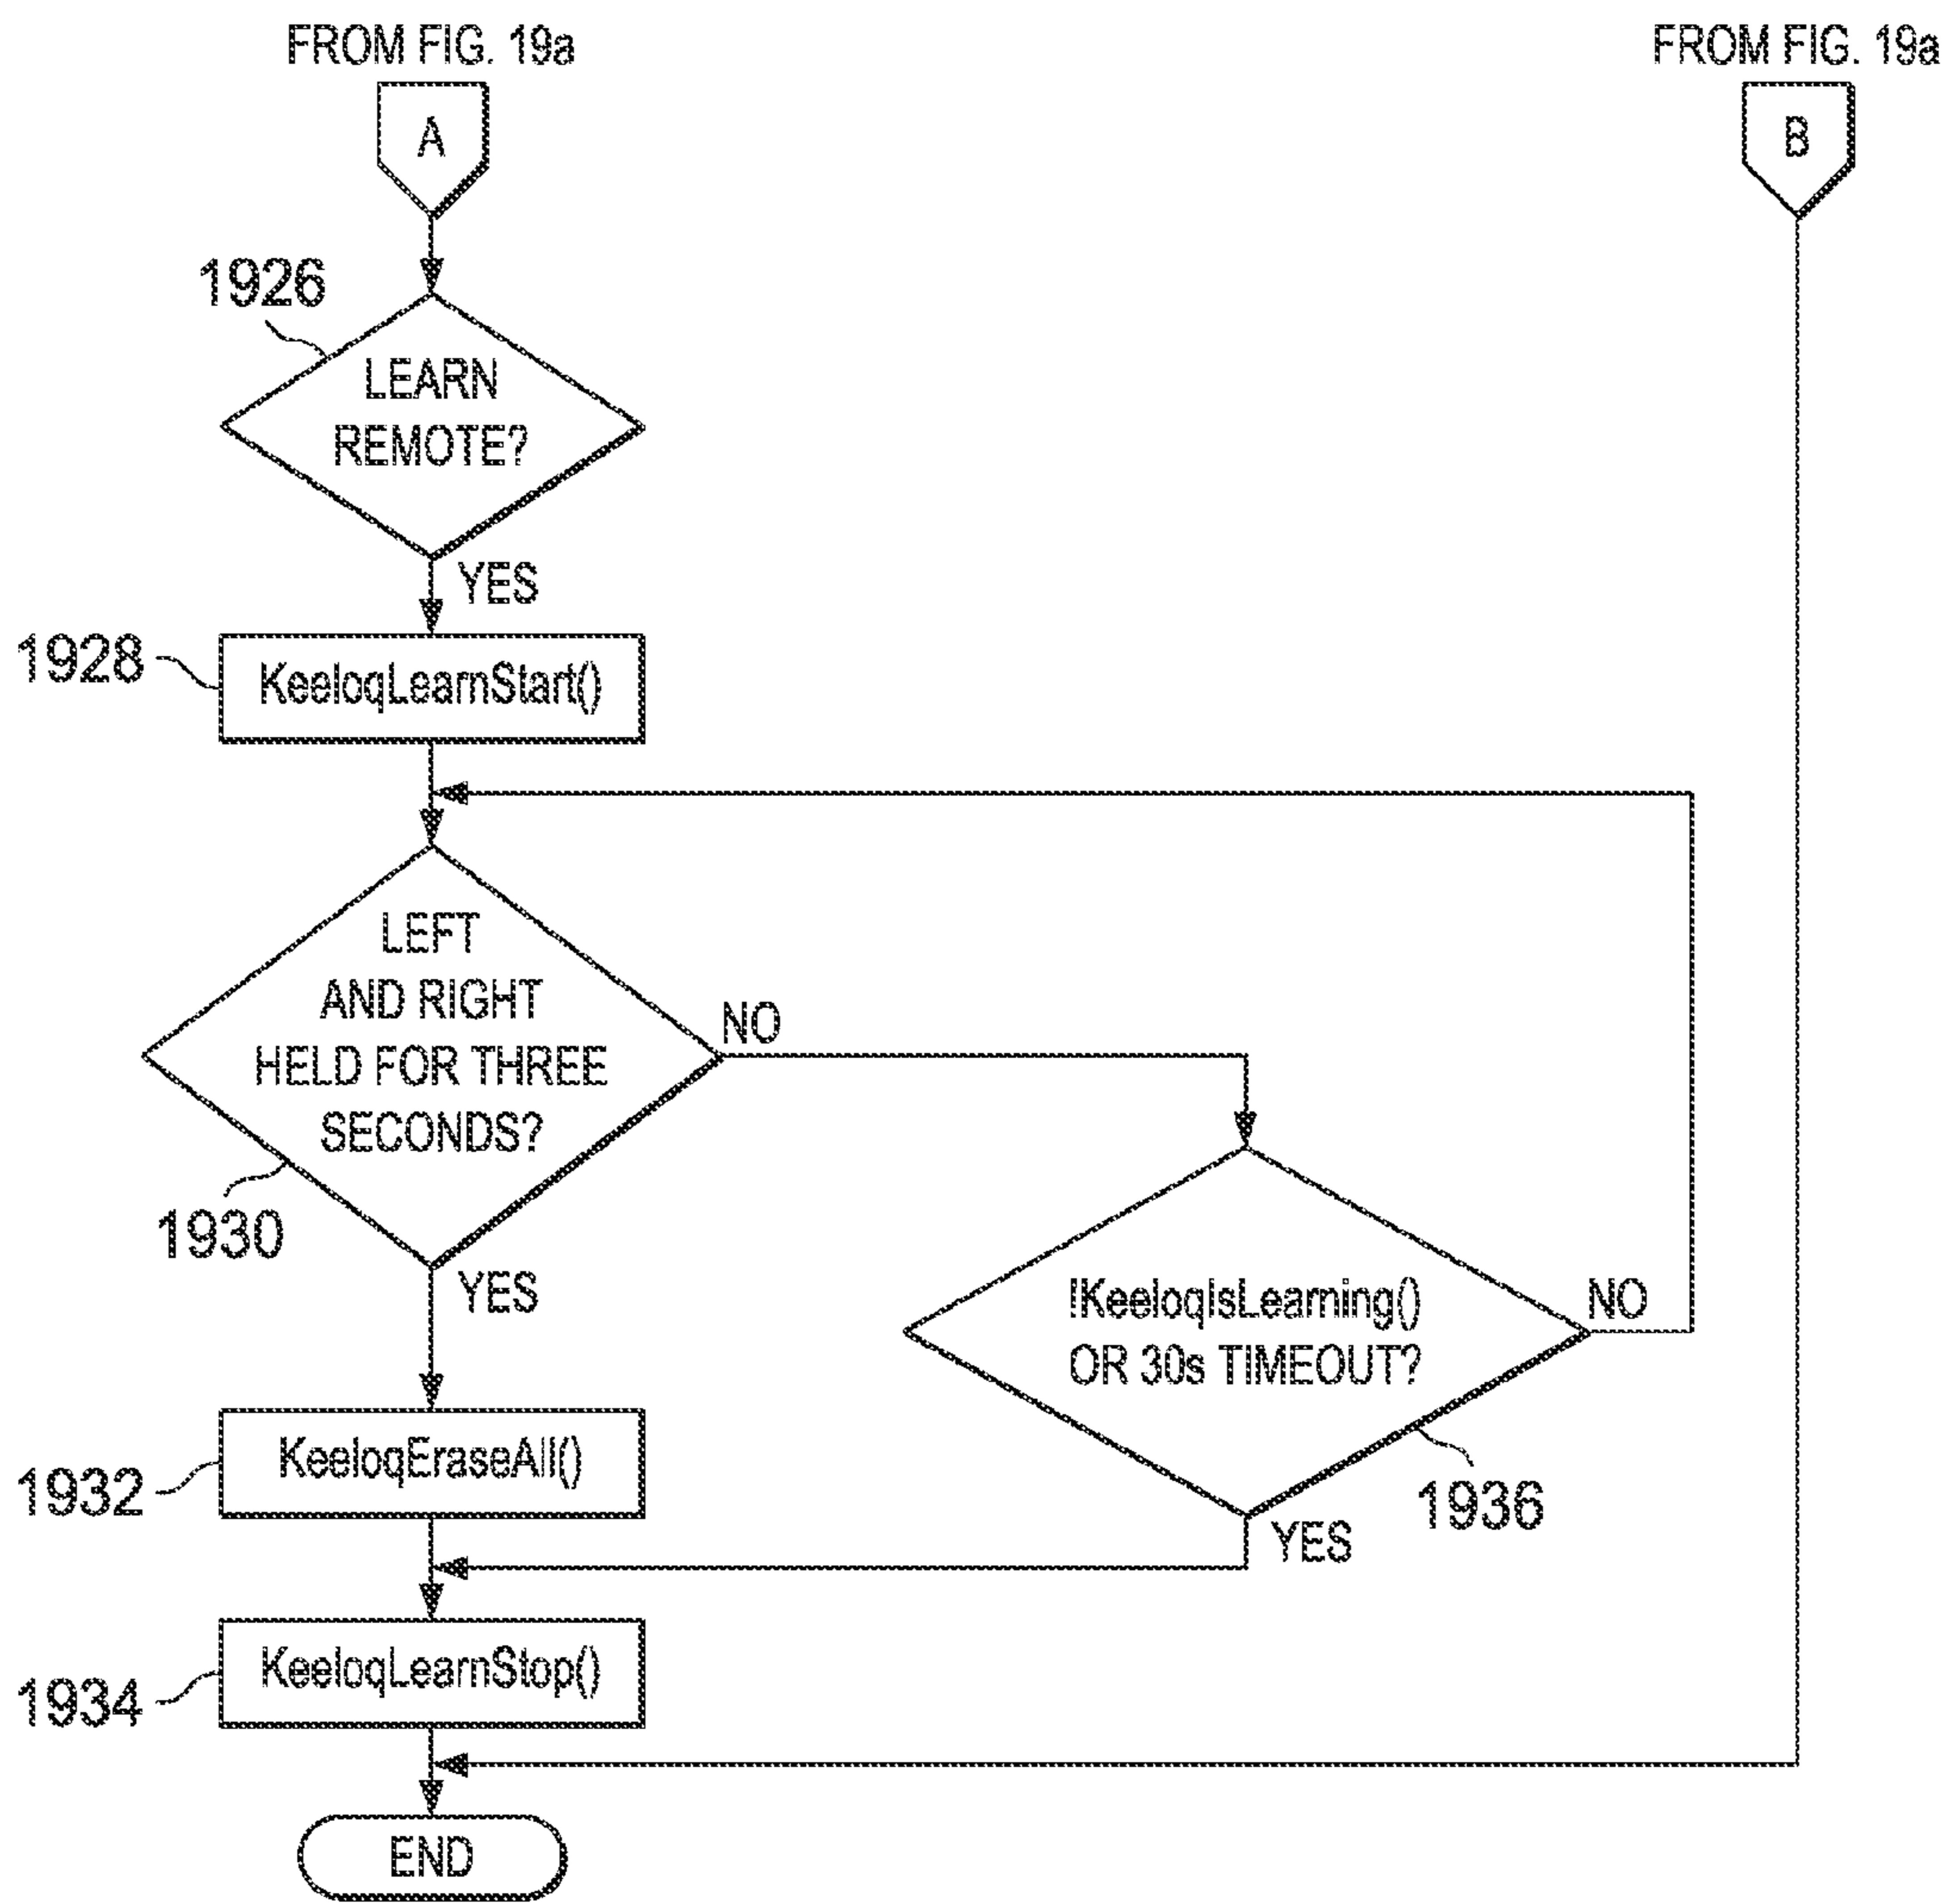 FROM FIG. 19a
FROM FIG. 19a
A
B
1926
LEARN
REMOTE?
YES
1928
KeeloqLearnStart()
LEFT
AND RIGHT
HELD FOR THREE
SECONDS?
NO
1930
YES
!KeeloqIsLearning()
OR 30s TIMEOUT?
NO
1936
YES
1932
KeeloqEraseAll()
1934
KeeloqLearnStop()
END